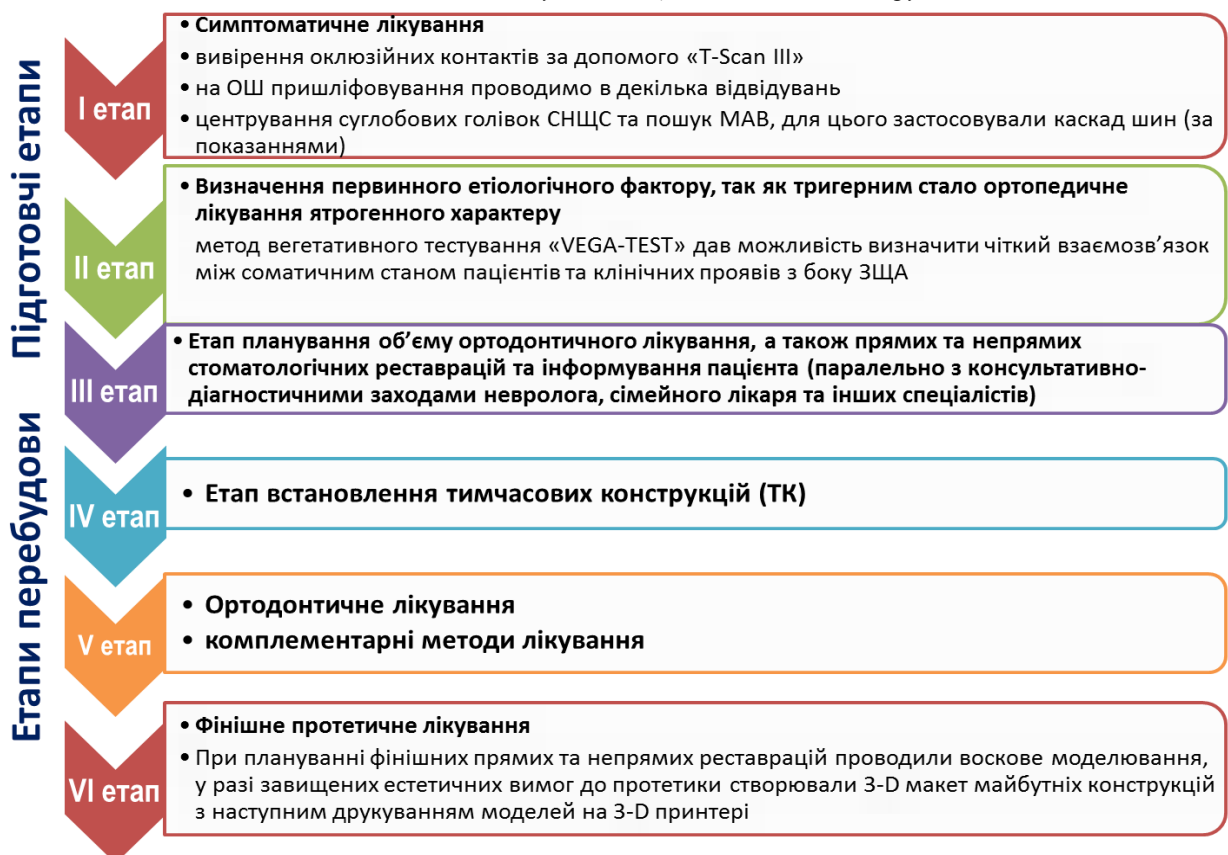 Підготовчі етапи
I етап
• Симптоматичне лікування
• вивірення оклюзійних контактів за допомого «T-Scan III»
• на ОШ пришліфовування проводимо в декілька відвідувань
• центрування суглобових голівок СНЩС та пошук МАВ, для цього застосовували каскад шин (за
показаннями)
II етап
• Визначення первинного етіологічного фактору, так як тригерним стало ортопедичне
лікування ятрогенного характеру
метод вегетативного тестування «VEGA-TEST» дав можливість визначити чіткий взаємозв’язок
між соматичним станом пацієнтів та клінічних проявів з боку ЗЩА
III етап
• Етап планування об’єму ортодонтичного лікування, а також прямих та непрямих
стоматологічних реставрацій та інформування пацієнта (паралельно з консультативно-
діагностичними заходами невролога, сімейного лікаря та інших спеціалістів)
Етапи перебудови
IV етап
• Етап встановлення тимчасових конструкцій (ТК)
V етап
• Ортодонтичне лікування
• комплементарні методи лікування
VI етап
• Фінішне протетичне лікування
• При плануванні фінішних прямих та непрямих реставрацій проводили воскове моделювання,
у разі завищених естетичних вимог до протетики створювали 3-D макет майбутніх конструкцій
з наступним друкуванням моделей на 3-D принтері